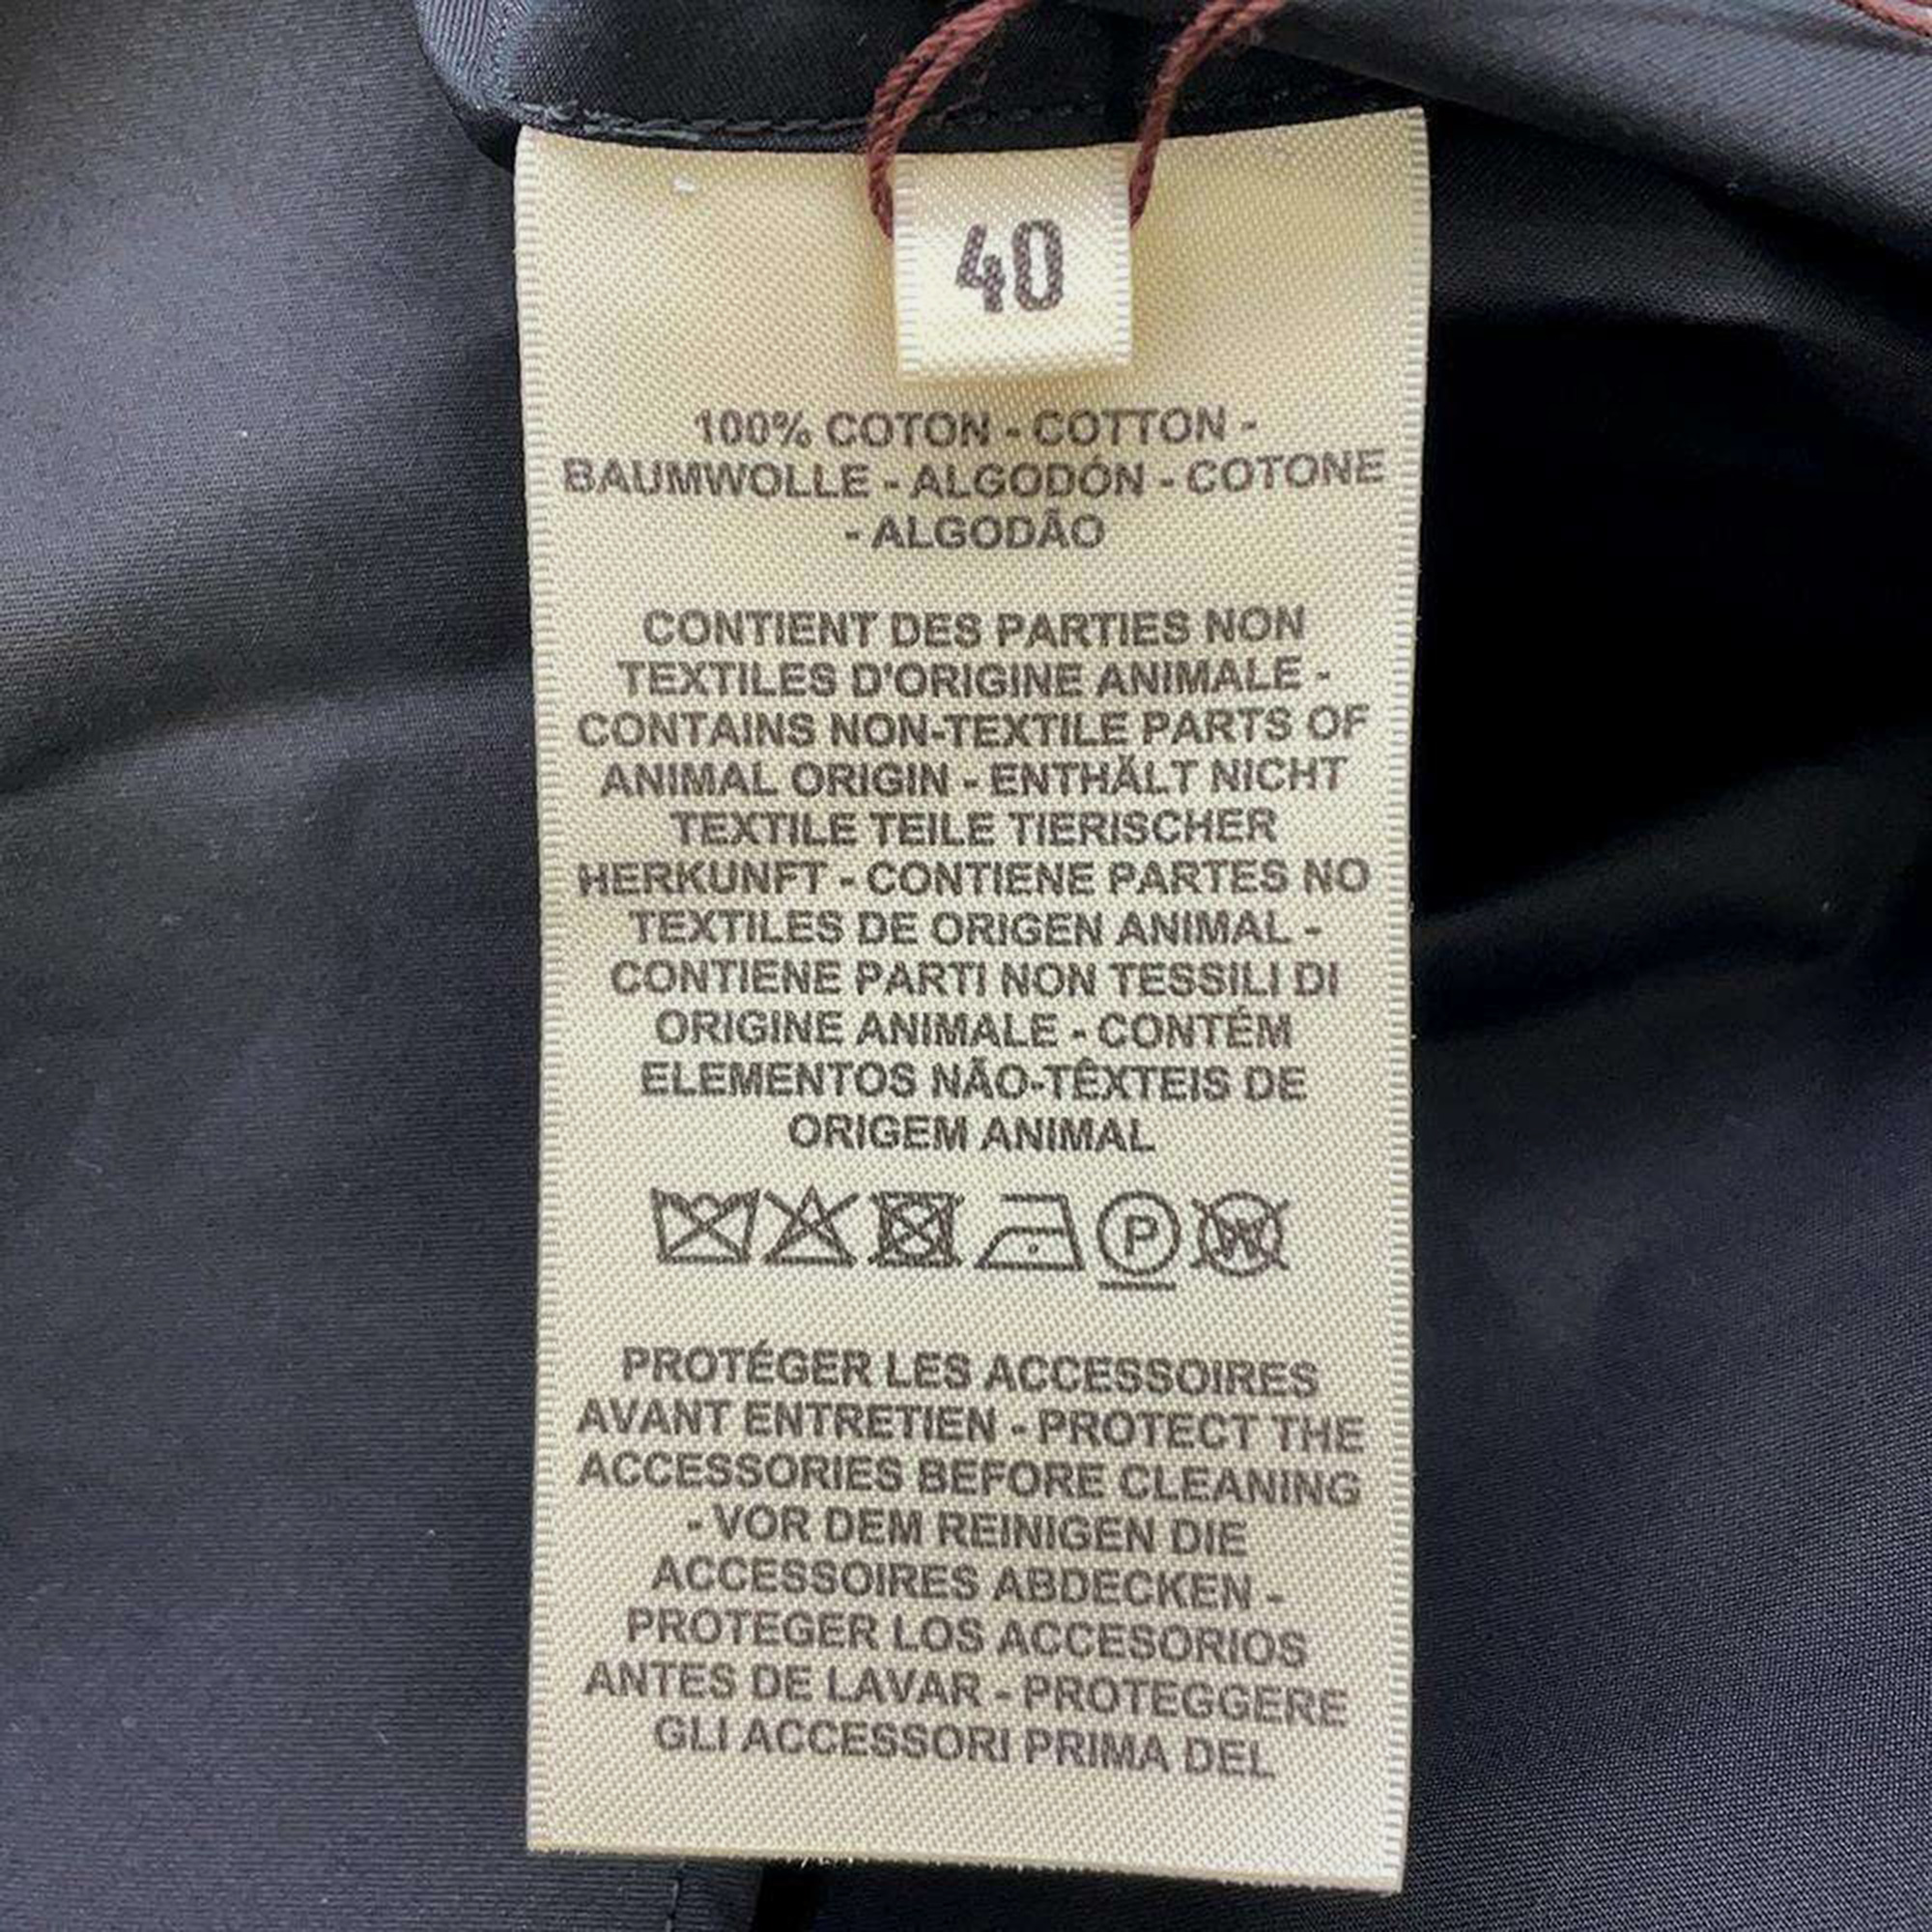 40
100% COTON - COTTON -
BAUMWOLLE - ALGODÓN - COTONE
- ALGODÃO
CONTIENT DES PARTIES NON
TEXTILES D'ORIGINE ANIMALE -
CONTAINS NON-TEXTILE PARTS OF
ANIMAL ORIGIN - ENTHÄLT NICHT
TEXTILE TEILE TIERISCHER
HERKUNFT - CONTIENE PARTES NO
TEXTILES DE ORIGEN ANIMAL -
CONTIENE PARTI NON TESSILI DI
ORIGINE ANIMALE - CONTÉM
ELEMENTOS NÃO-TÊXTEIS DE
ORIGEM ANIMAL
P W
PROTÉGER LES ACCESSOIRES
AVANT ENTRETIEN - PROTECT THE
ACCESSORIES BEFORE CLEANING
- VOR DEM REINIGEN DIE
ACCESSOIRES ABDECKEN -
PROTEGER LOS ACCESORIOS
ANTES DE LAVAR - PROTEGGERE
GLI ACCESSORI PRIMA DEL